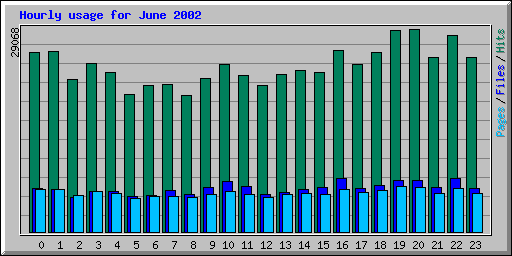 Hourly usage for June 2002
29068
Pages/Files/Hits
0 1 2 3 4 5 6 7 8 9 10 11 12 13 14 15 16 17 18 19 20 21 22 23